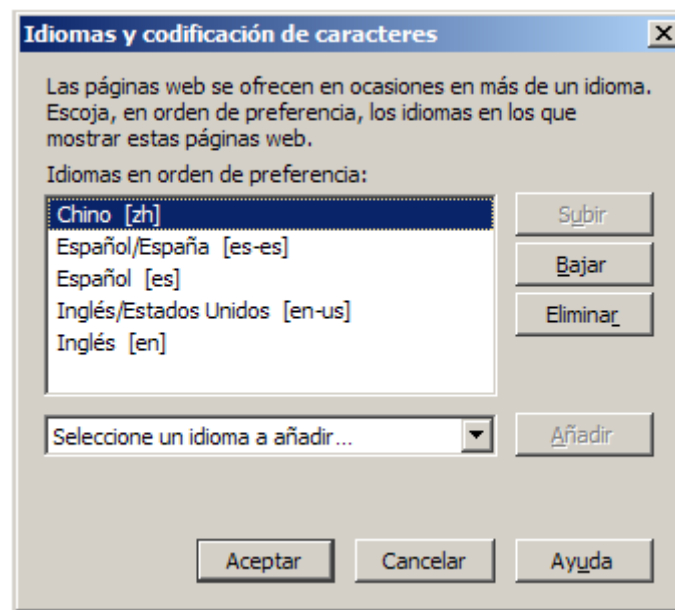 Idiomas y codificación de caracteres
Las páginas web se ofrecen en ocasiones en más de un idioma.
Escoja, en orden de preferencia, los idiomas en los que
mostrar estas páginas web.
Idiomas en orden de preferencia:
Chino [zh]
Español/España [es-es]
Español [es]
Inglés/Estados Unidos [en-us]
Inglés [en]
Subir
Bajar
Eliminar
Seleccione un idioma a añadir...
Añadir
Aceptar
Cancelar
Ayuda